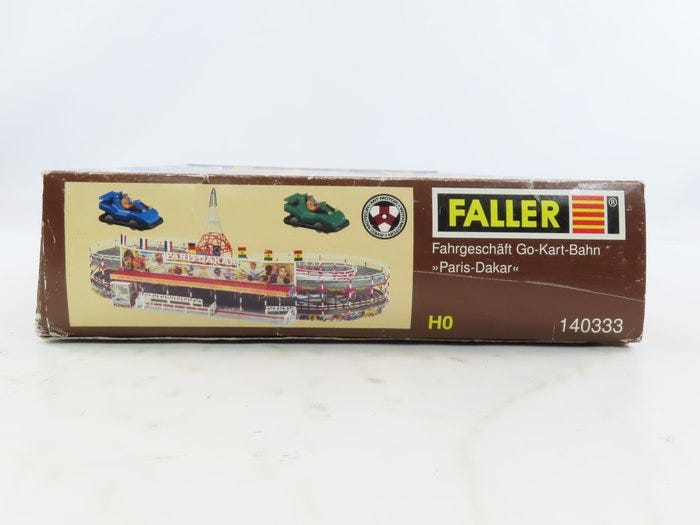 PARIS-DAKAR
FALLER®
Fahrgeschäft Go-Kart-Bahn
»Paris-Dakar«
H0
140333